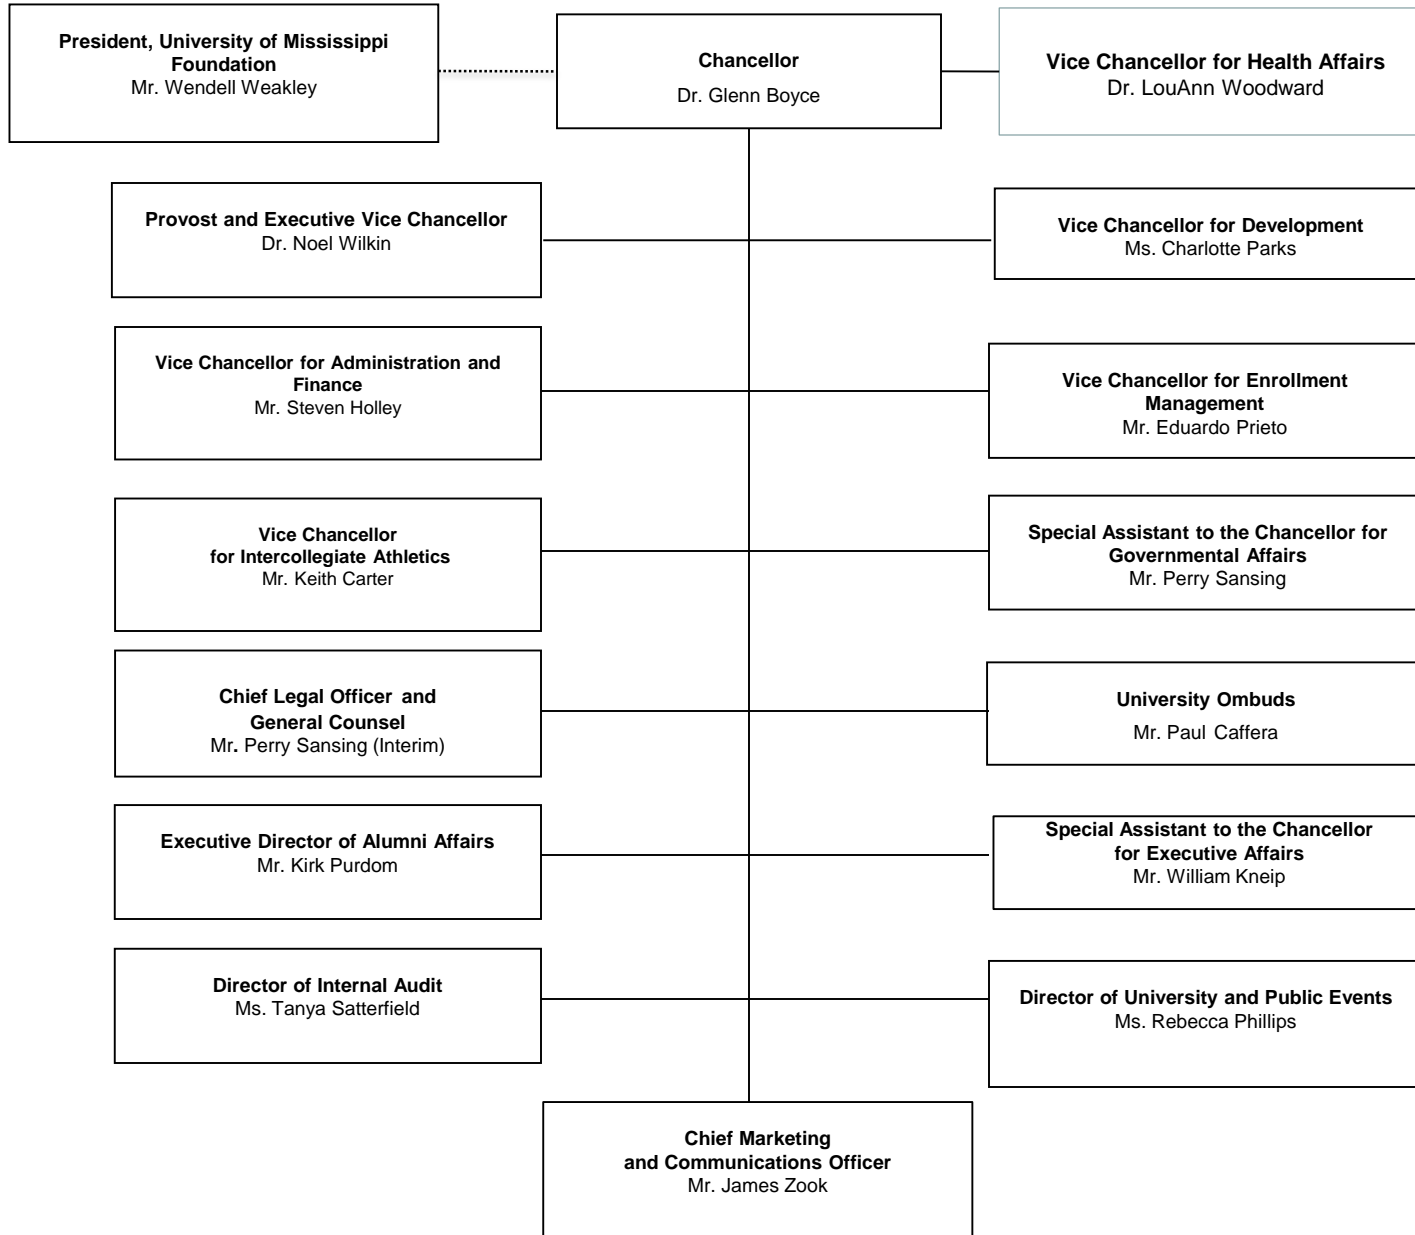 President, University of Mississippi
Foundation
Mr. Wendell Weakley
Chancellor
Dr. Glenn Boyce
Vice Chancellor for Health Affairs
Dr. LouAnn Woodward
Provost and Executive Vice Chancellor
Dr. Noel Wilkin
Vice Chancellor for Development
Ms. Charlotte Parks
Vice Chancellor for Administration and
Finance
Mr. Steven Holley
Vice Chancellor for Enrollment
Management
Mr. Eduardo Prieto
Vice Chancellor
for Intercollegiate Athletics
Mr. Keith Carter
Special Assistant to the Chancellor for
Governmental Affairs
Mr. Perry Sansing
Chief Legal Officer and
General Counsel
Mr. Perry Sansing (Interim)
University Ombuds
Mr. Paul Caffera
Executive Director of Alumni Affairs
Mr. Kirk Purdom
Special Assistant to the Chancellor
for Executive Affairs
Mr. William Kneip
Director of Internal Audit
Ms. Tanya Satterfield
Director of University and Public Events
Ms. Rebecca Phillips
Chief Marketing
and Communications Officer
Mr. James Zook